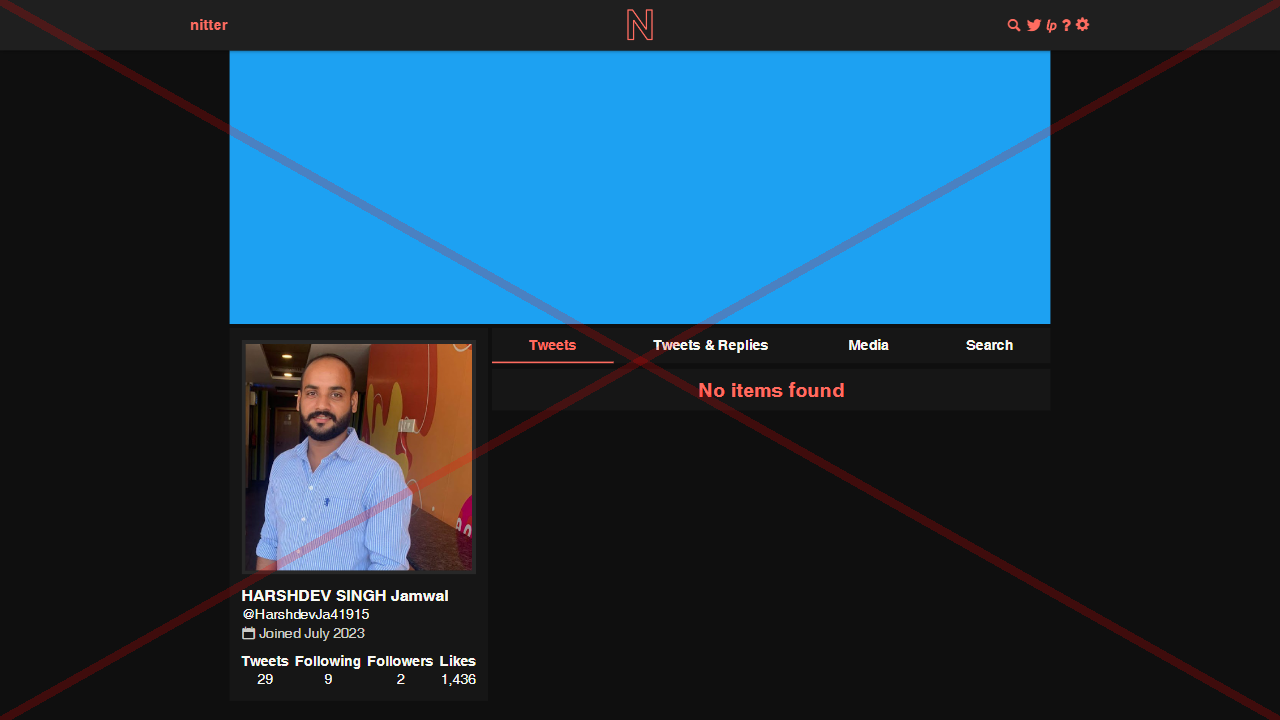 nitter
N
lp ?
Tweets
Tweets & Replies
Media
Search
No items found
HARSHDEV SINGH Jamwal
@HarshdevJa41915
Joined July 2023
Tweets Following Followers Likes
29 9 2 1,436